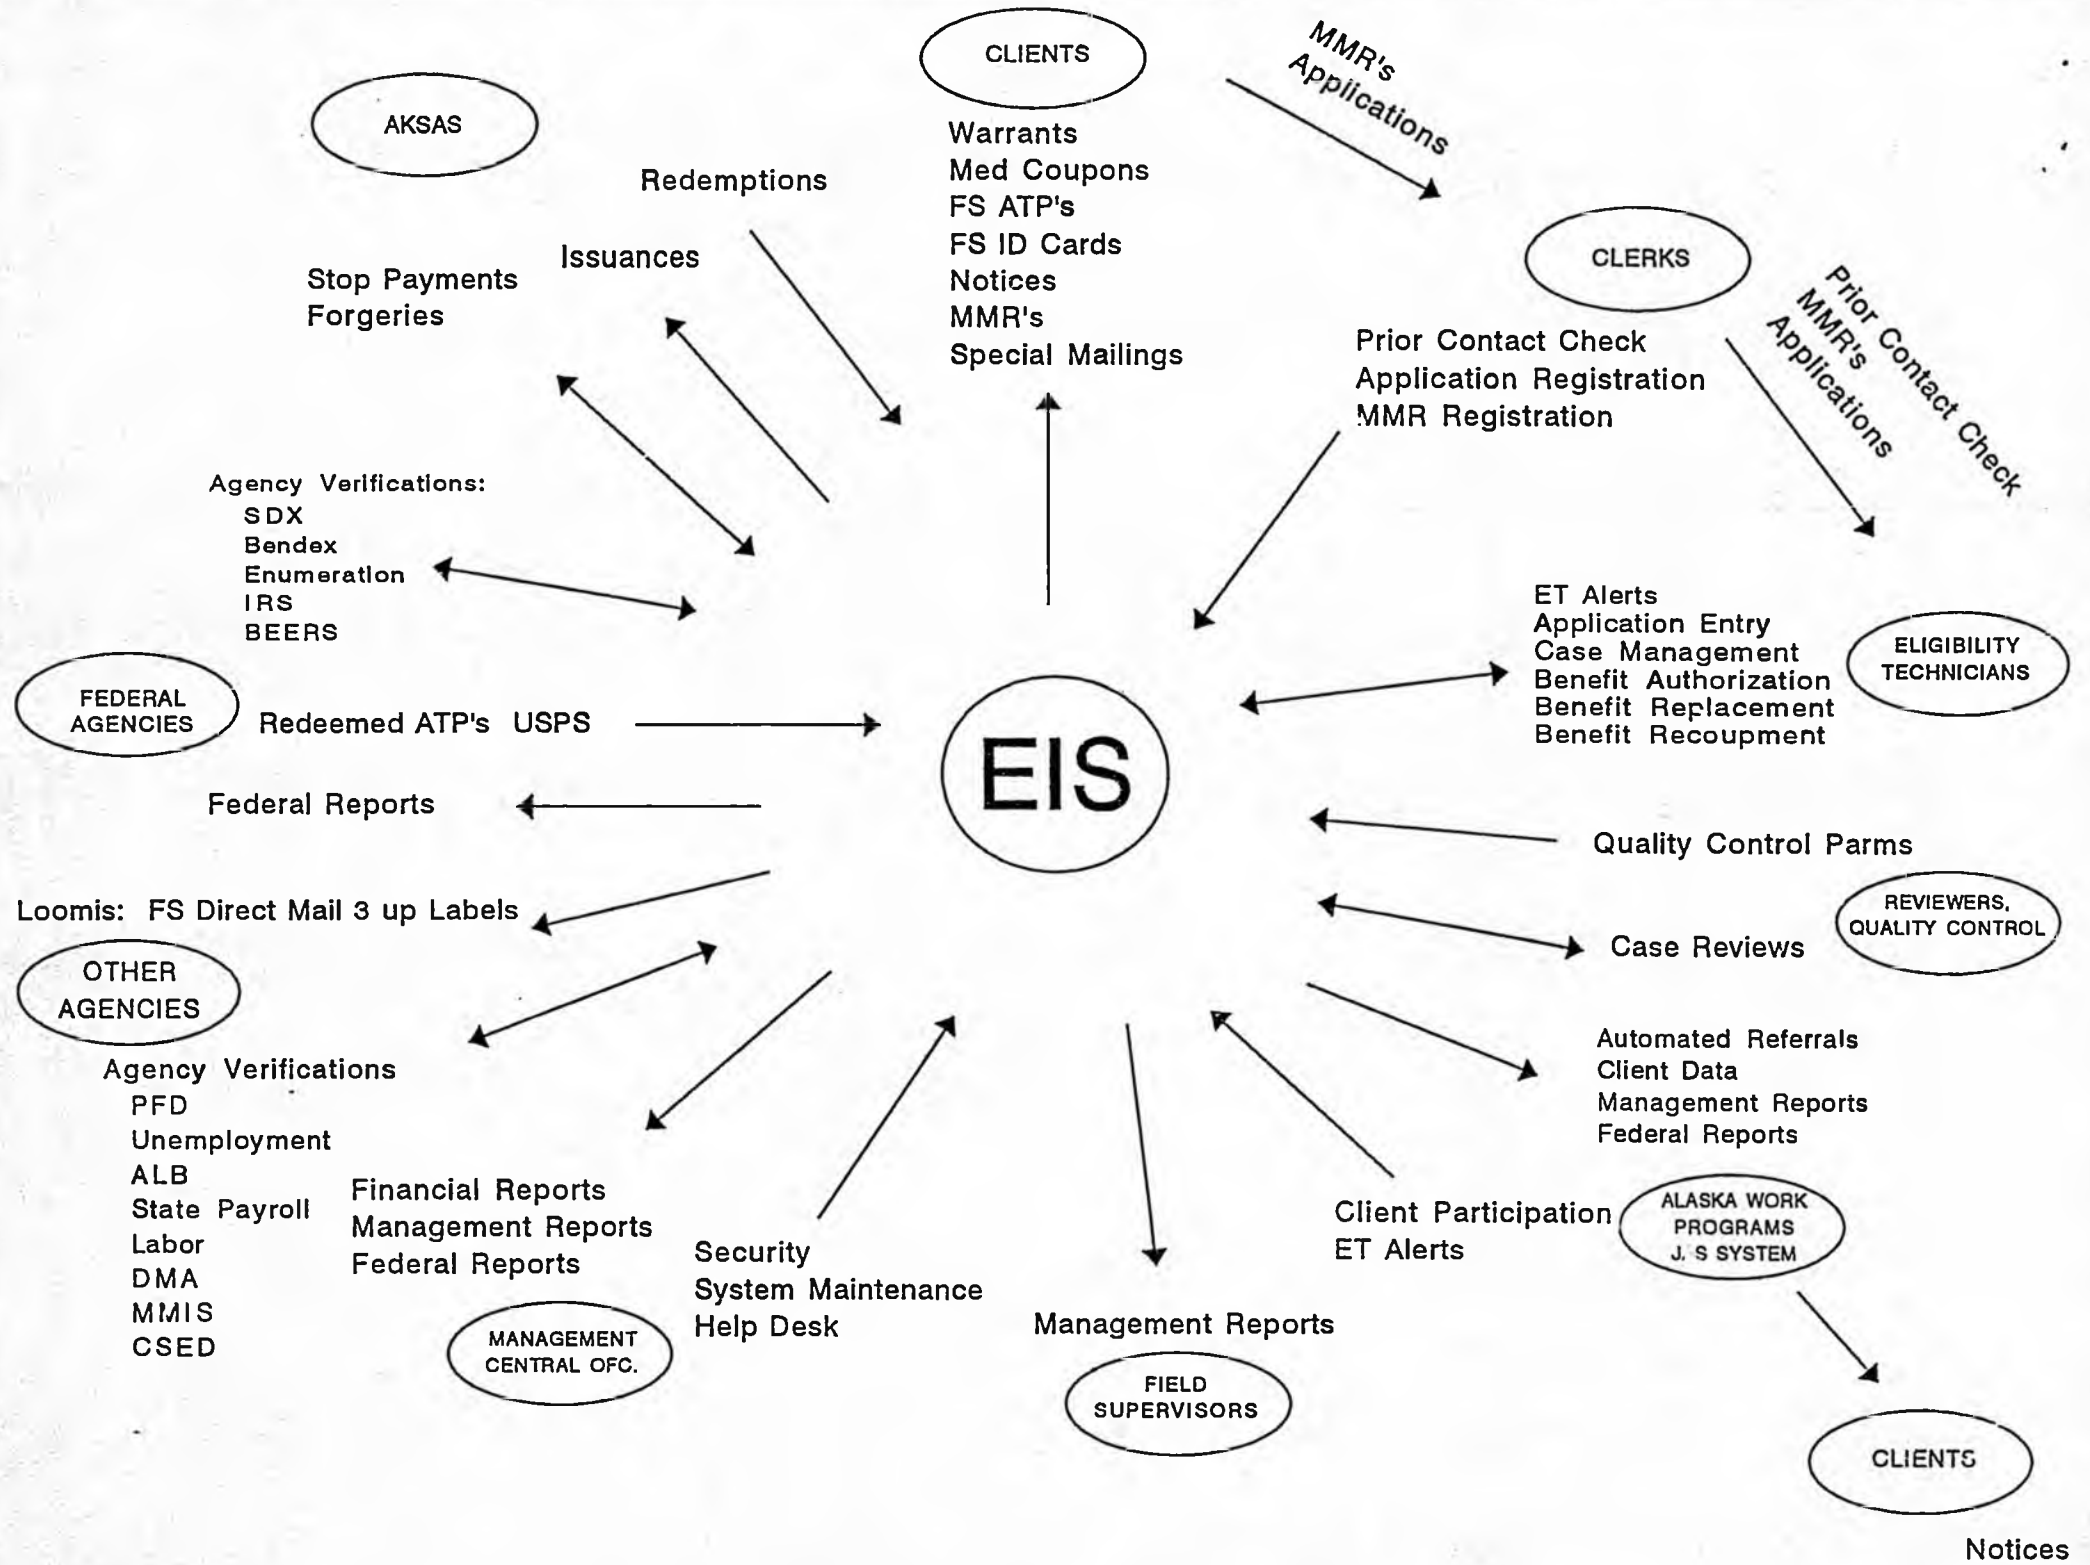 CLIENTS
MMR's
Applications
AKSAS
Warrants
Med Coupons
FS ATP's
FS ID Cards
Notices
MMR's
Special Mailings
Redemptions
Issuances
Stop Payments
Forgeries
CLERKS
Prior Contact Check
MMR's
Applications
Prior Contact Check
Application Registration
MMR Registration
Agency Verifications:
SDX
Bendex
Enumeration
IRS
BEERS
ET Alerts
Application Entry
Case Management
Benefit Authorization
Benefit Replacement
Benefit Recoupment
ELIGIBILITY
TECHNICIANS
FEDERAL
AGENCIES
Redeemed ATP's USPS
EIS
Federal Reports
Quality Control Parms
Loomis: FS Direct Mail 3 up Labels
REVIEWERS,
QUALITY CONTROL
Case Reviews
OTHER
AGENCIES
Agency Verifications
PFD
Unemployment
ALB
State Payroll
Labor
DMA
MMIS
CSED
Automated Referrals
Client Data
Management Reports
Federal Reports
Financial Reports
Management Reports
Federal Reports
MANAGEMENT
CENTRAL OFC.
Security
System Maintenance
Help Desk
Management Reports
FIELD
SUPERVISORS
Client Participation
ET Alerts
ALASKA WORK
PROGRAMS
J. S SYSTEM
CLIENTS
Notices